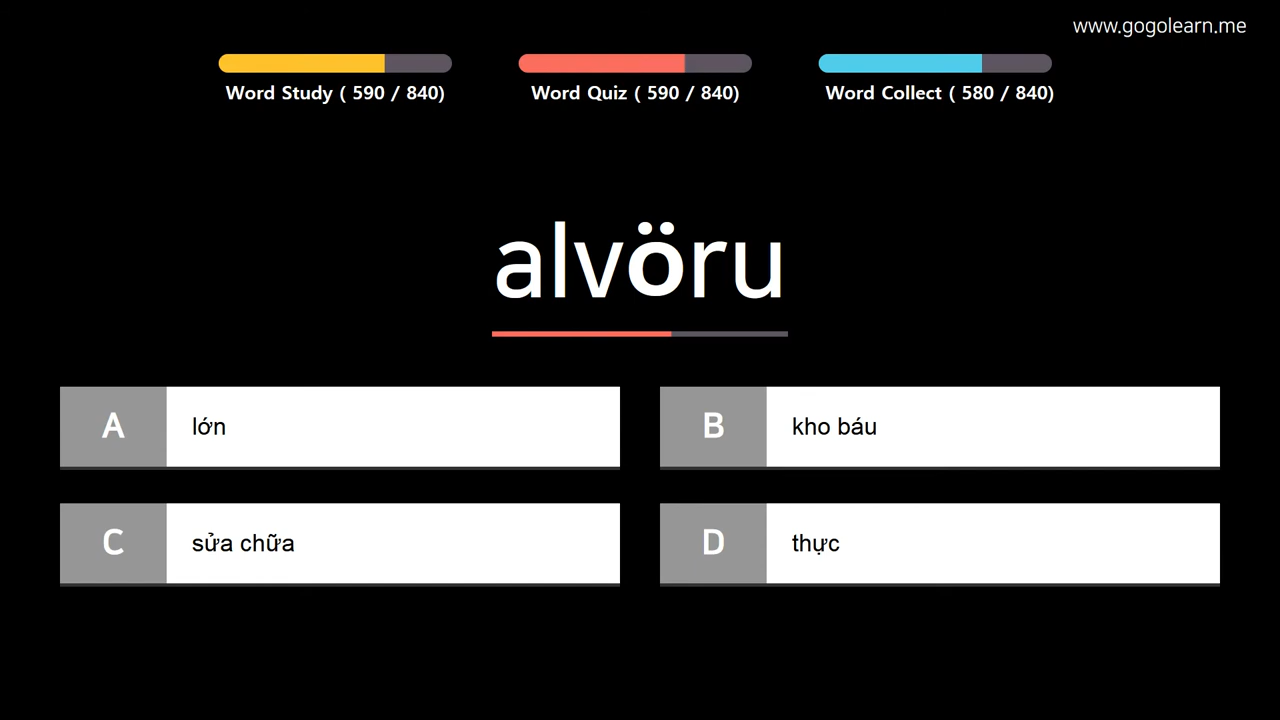 www.gogolearn.me
Word Study ( 590 / 840)
Word Quiz ( 590 / 840)
Word Collect ( 580 / 840)
alvöru
A lớn
B kho báu
C sửa chữa
D thực